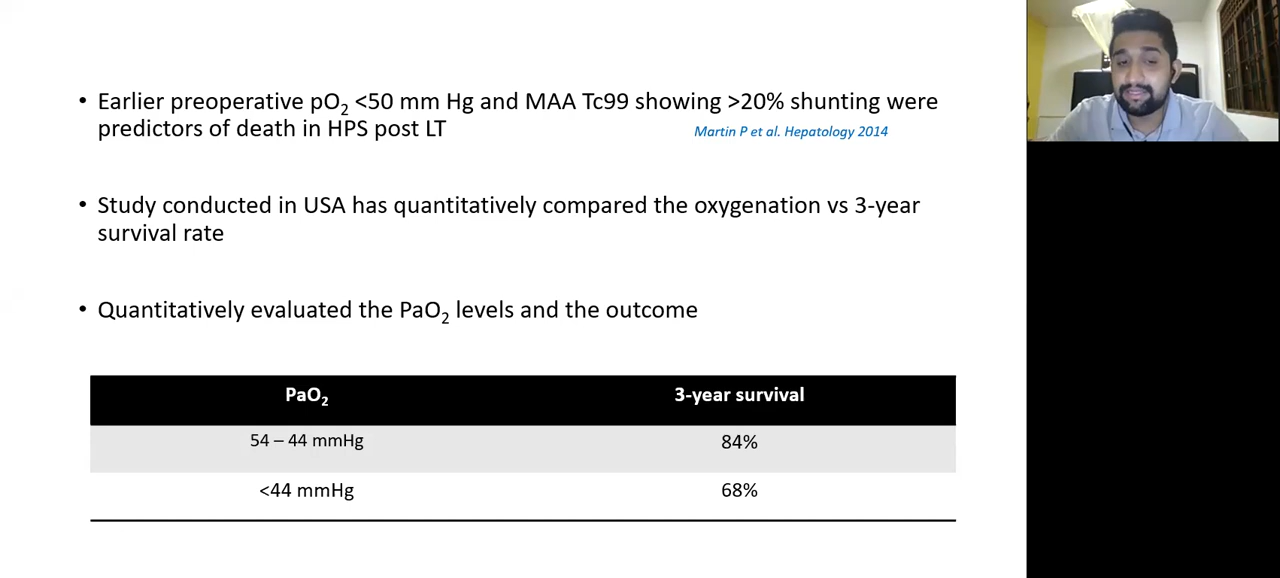 • Earlier preoperative pO₂ <50 mm Hg and MAA Tc99 showing >20% shunting were
predictors of death in HPS post LT
Martin P et al. Hepatology 2014
• Study conducted in USA has quantitatively compared the oxygenation vs 3-year
survival rate
• Quantitatively evaluated the PaO₂ levels and the outcome
PaO₂ 3-year survival
54 – 44 mmHg 84%
<44 mmHg 68%